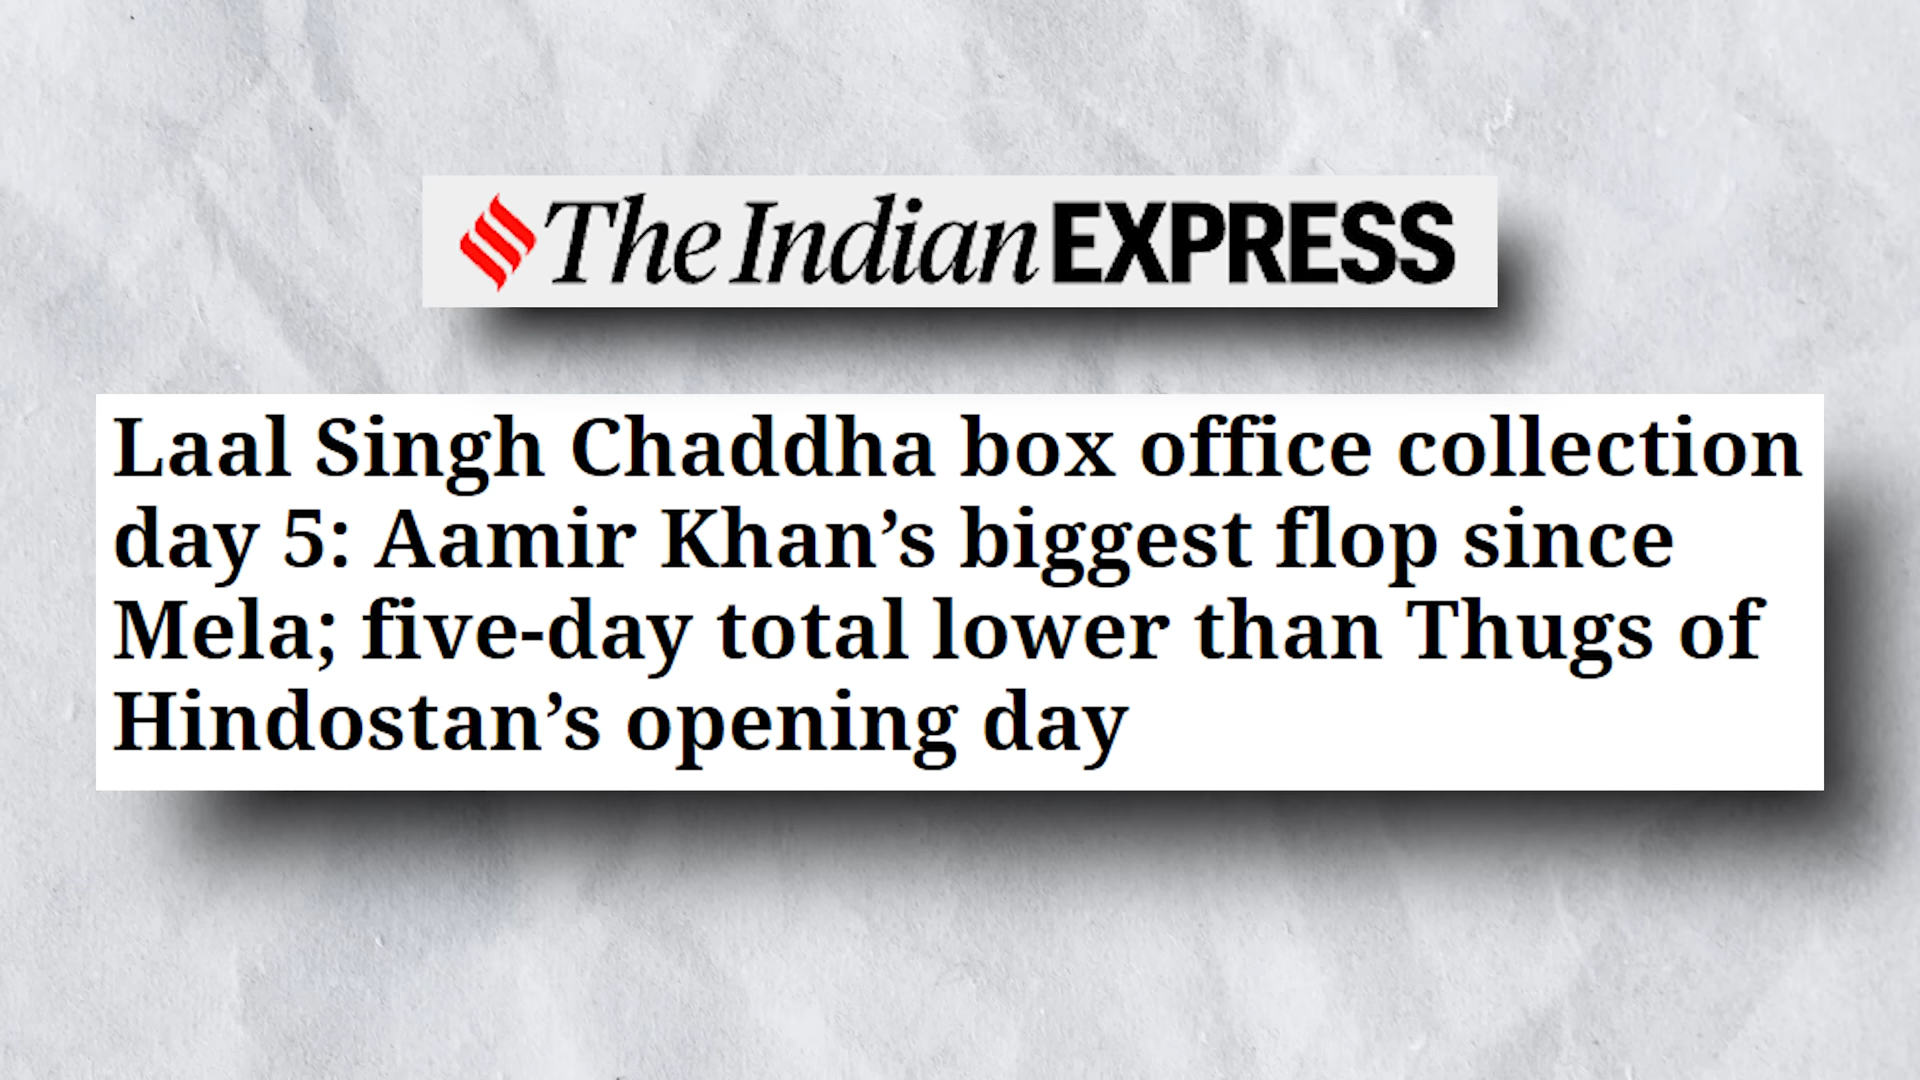 The Indian EXPRESS
Laal Singh Chaddha box office collection
day 5: Aamir Khan’s biggest flop since
Mela; five-day total lower than Thugs of
Hindostan’s opening day